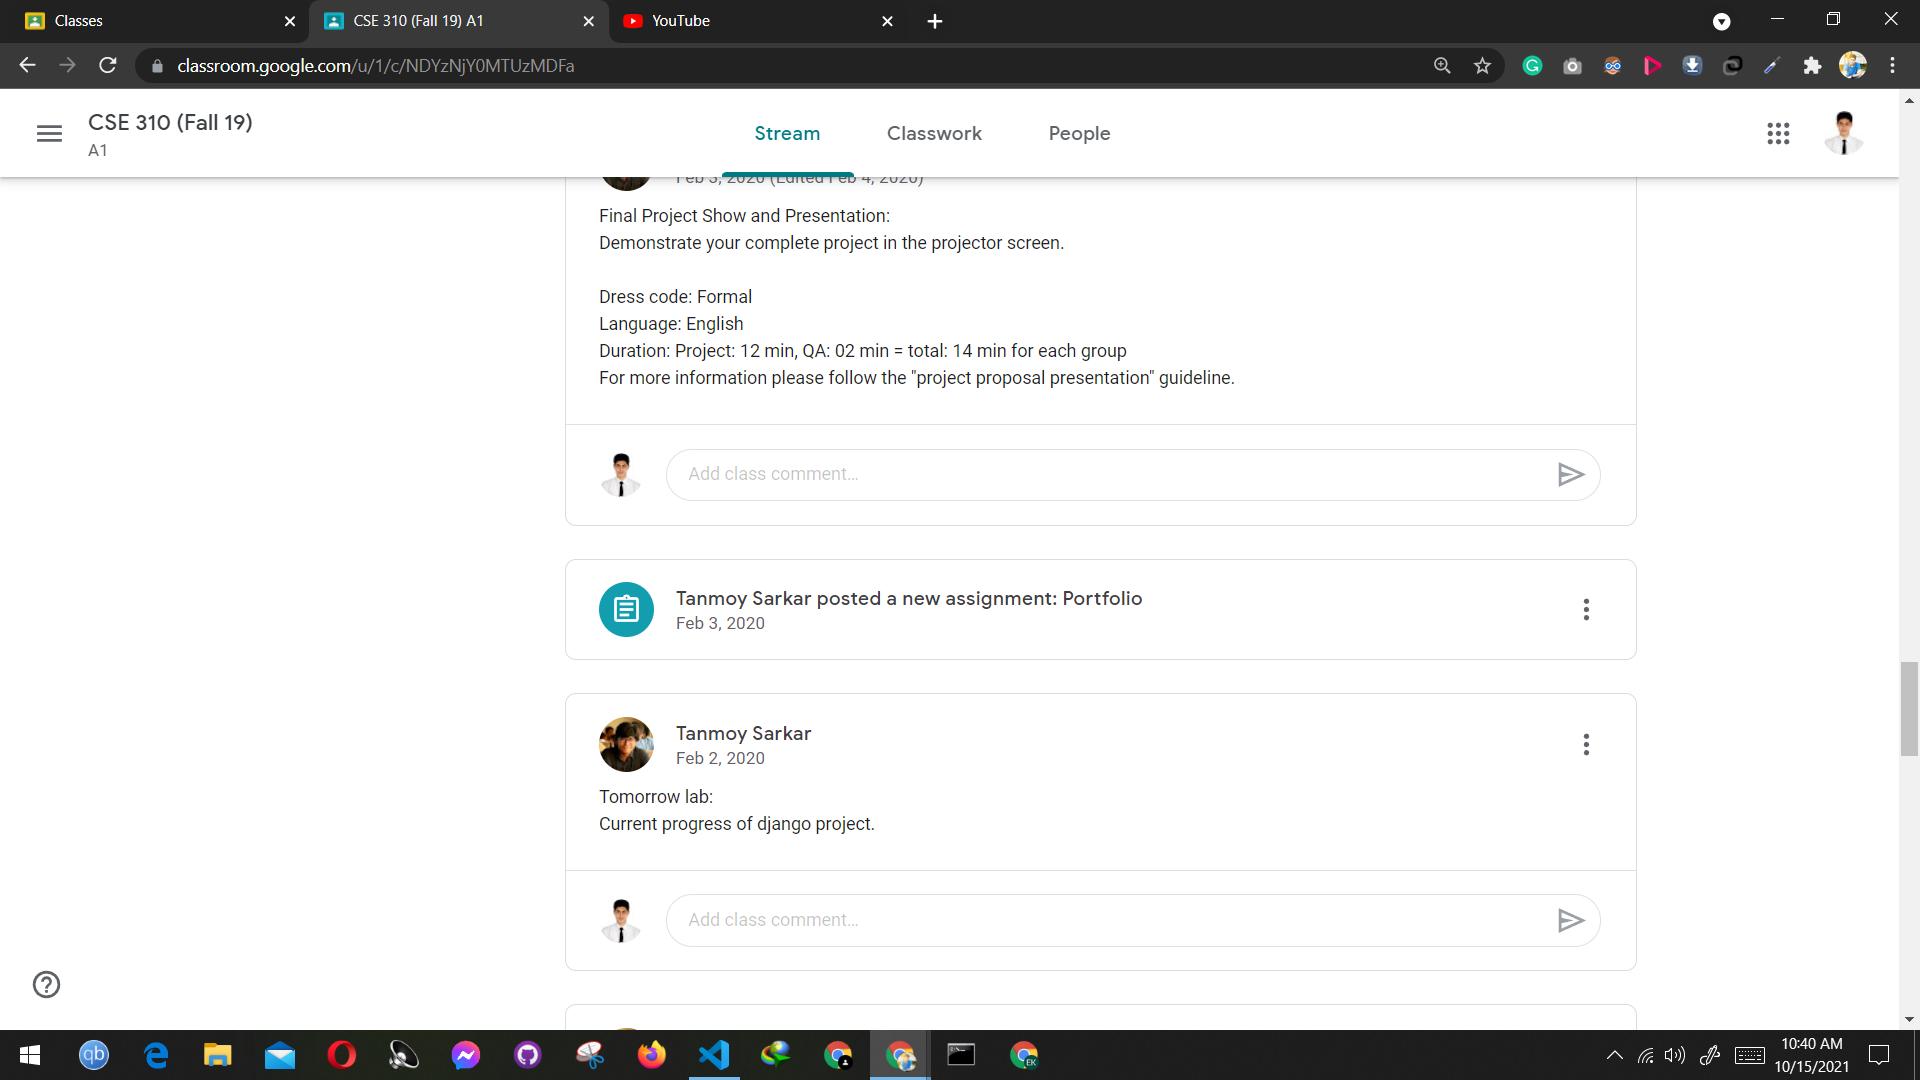 Classes
CSE 310 (Fall 19) A1
YouTube
classroom.google.com/u/1/c/NDYzNjY0MTUzMDFa
CSE 310 (Fall 19)
A1
Stream
Classwork
People
Feb 3, 2020 (Edited Feb 4, 2020)
Final Project Show and Presentation:
Demonstrate your complete project in the projector screen.
Dress code: Formal
Language: English
Duration: Project: 12 min, QA: 02 min = total: 14 min for each group
For more information please follow the "project proposal presentation" guideline.
Add class comment...
Tanmoy Sarkar posted a new assignment: Portfolio
Feb 3, 2020
Tanmoy Sarkar
Feb 2, 2020
Tomorrow lab:
Current progress of django project.
Add class comment...
qb
EK
10:40 AM
10/15/2021